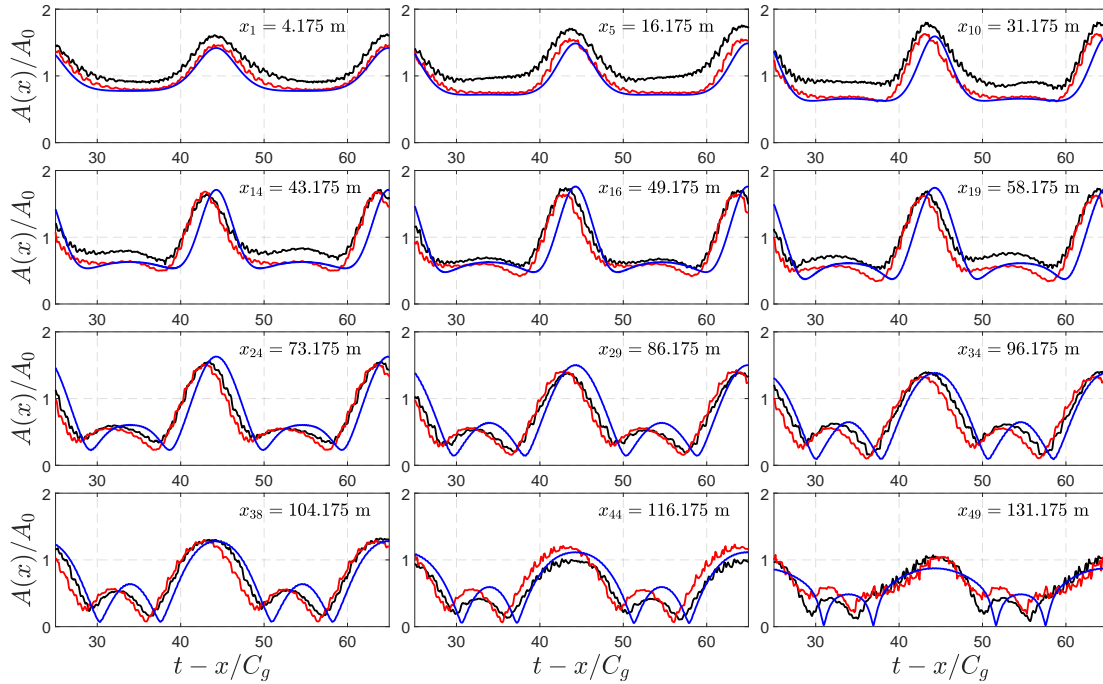 A(x)/A₀
2
1
0
x₁ = 4.175 m
30 40 50 60
2
1
0
x₅ = 16.175 m
30 40 50 60
2
1
0
x₁₀ = 31.175 m
30 40 50 60
A(x)/A₀
2
1
0
x₁₄ = 43.175 m
30 40 50 60
2
1
0
x₁₆ = 49.175 m
30 40 50 60
2
1
0
x₁₉ = 58.175 m
30 40 50 60
A(x)/A₀
2
1
0
x₂₄ = 73.175 m
30 40 50 60
2
1
0
x₂₉ = 86.175 m
30 40 50 60
2
1
0
x₃₄ = 96.175 m
30 40 50 60
A(x)/A₀
2
1
0
x₃₈ = 104.175 m
30 40 50 60
t − x/C_g
2
1
0
x₄₄ = 116.175 m
30 40 50 60
t − x/C_g
2
1
0
x₄₉ = 131.175 m
30 40 50 60
t − x/C_g